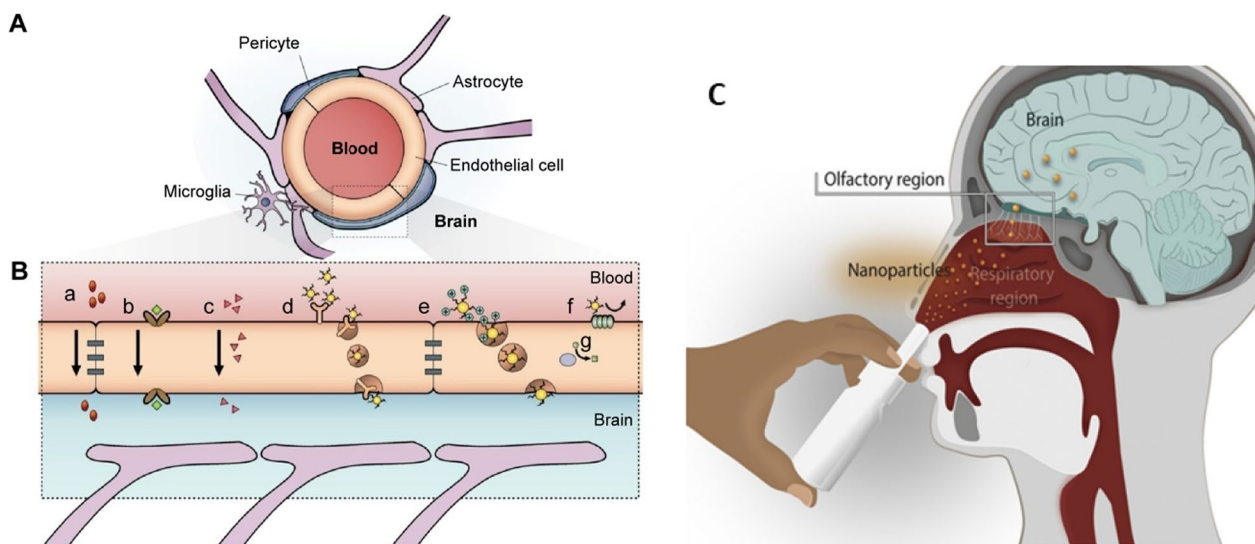 A
Pericyte
Astrocyte
Blood
Endothelial cell
Microglia
Brain
B
Blood
a
b
c
d
e
f
g
Brain
C
Brain
Olfactory region
Nanoparticles
Respiratory
region